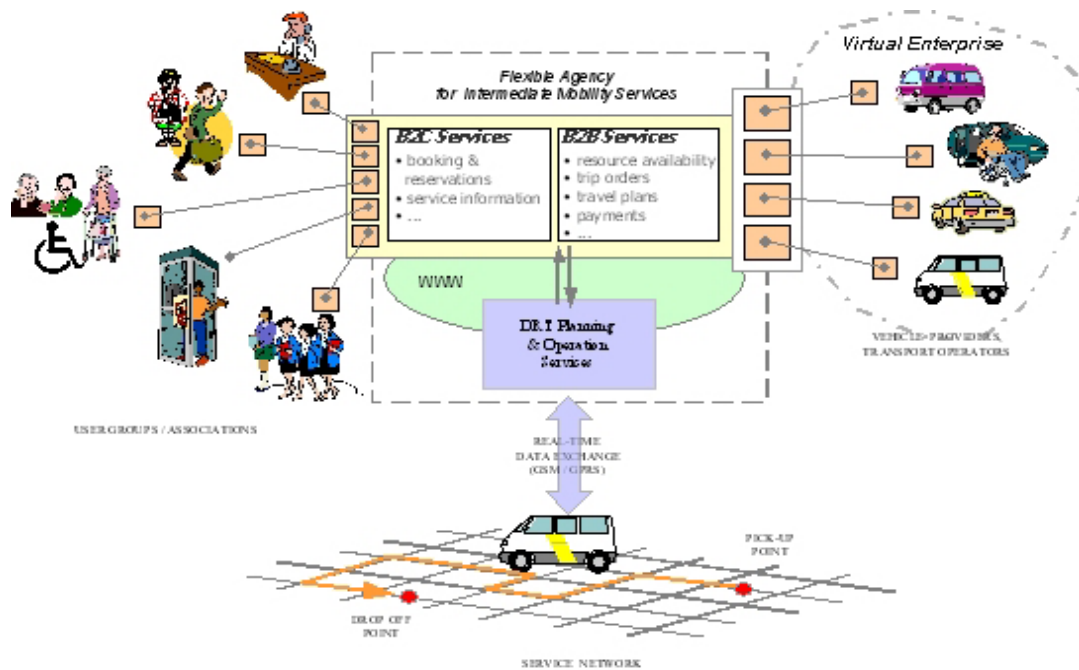 Virtual Enterprise
Flexible Agency
for Intermediate Mobility Services
B2C Services
• booking &
reservations
• service information
• ...
B2B Services
• resource availability
• trip orders
• travel plans
• payments
• ...
WWW
DRT Planning
& Operation
Services
VEHICLE PROVIDERS,
TRANSPORT OPERATORS
USER GROUPS / ASSOCIATIONS
REAL-TIME
DATA EXCHANGE
(GSM / GPRS)
PICK-UP
POINT
DROP OFF
POINT
SERVICE NETWORK